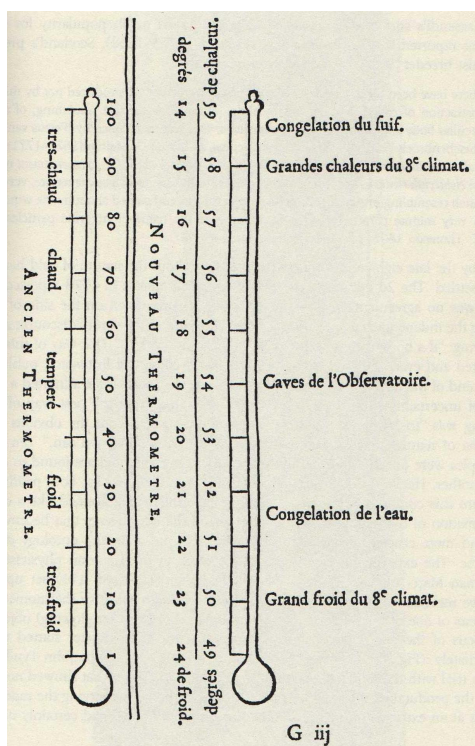 ANCIEN THERMOMETRE.
tres-chaud
chaud
temperé
froid
tres-froid
100
90
80
70
66
50
40
30
20
10
1
NOUVEAU THERMOMETRE.
degrés
14
15
16
17
18
19
20
21
22
23
24 de froid.
de chaleur.
59
58
57
56
55
54
53
52
51
50
49
degrés
Congelation du ſuif.
Grandes chaleurs du 8e climat.
Caves de l'Obſervatoire.
Congelation de l'eau.
Grand froid du 8e climat.
G iij